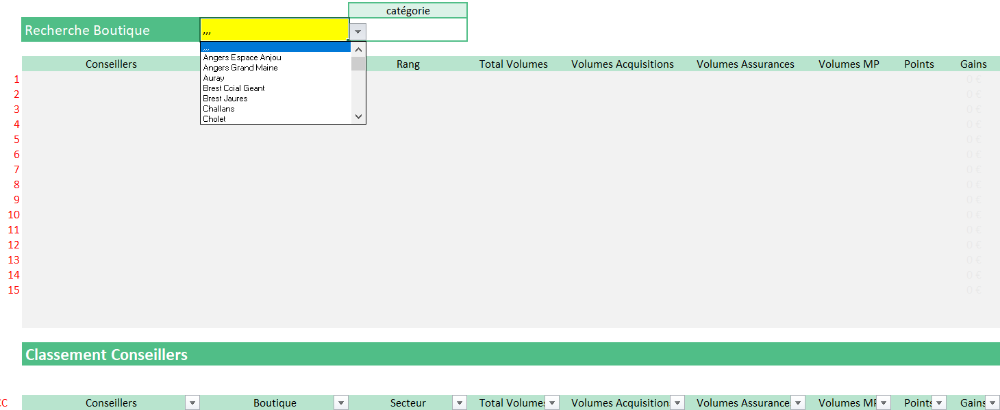 catégorie
Recherche Boutique ,,,
,,,
Angers Espace Anjou
Angers Grand Maine
Auray
Brest Ccial Geant
Brest Jaures
Challans
Cholet
Conseillers Rang Total Volumes Volumes Acquisitions Volumes Assurances Volumes MP Points Gains
1 0 €
2 0 €
3 0 €
4 0 €
5 0 €
6 0 €
7 0 €
8 0 €
9 0 €
10 0 €
11 0 €
12 0 €
13 0 €
14 0 €
15 0 €
Classement Conseillers
Conseillers Boutique Secteur Total Volumes Volumes Acquisition Volumes Assurance Volumes MP Points Gains